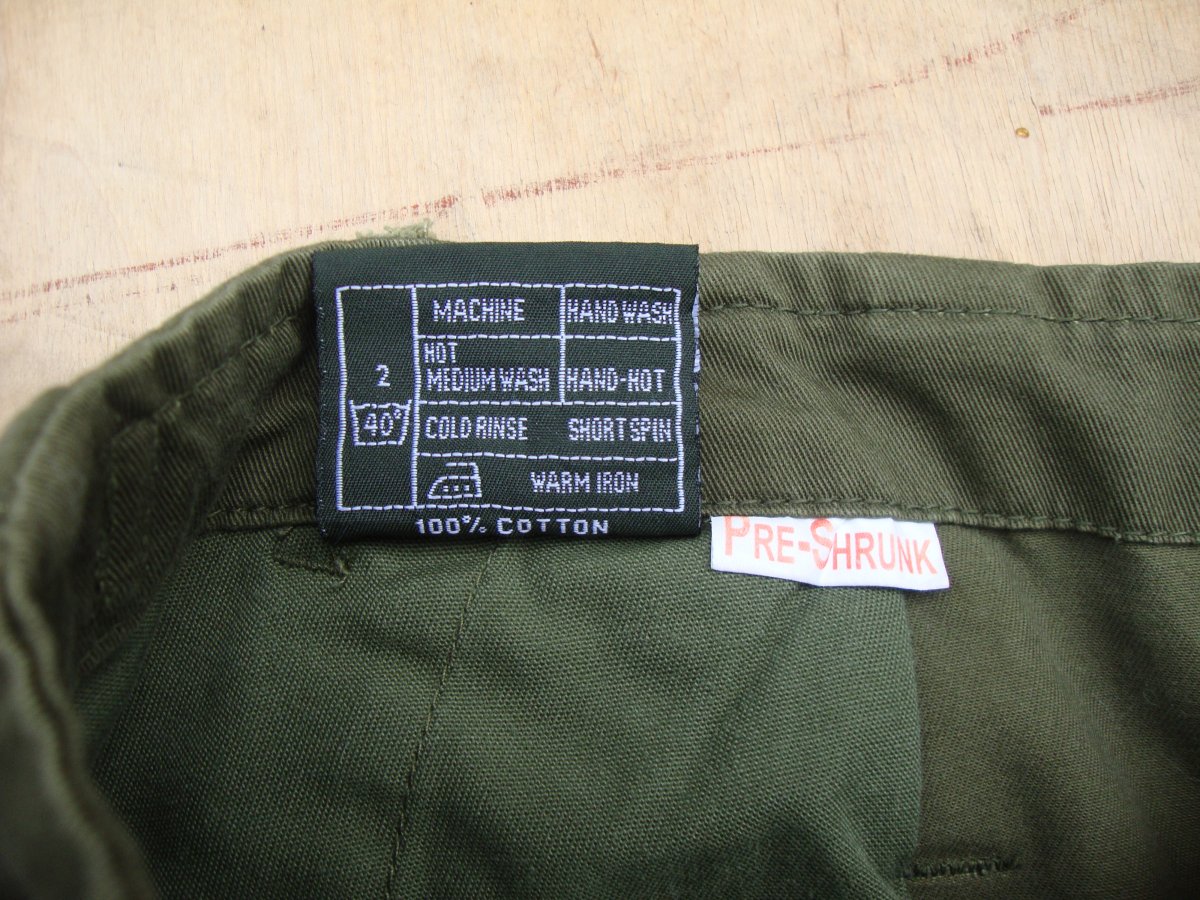 MACHINE HAND WASH
HOT
2 MEDIUM WASH HAND-HOT
40° COLD RINSE SHORT SPIN
WARM IRON
100% COTTON
PRE-SHRUNK